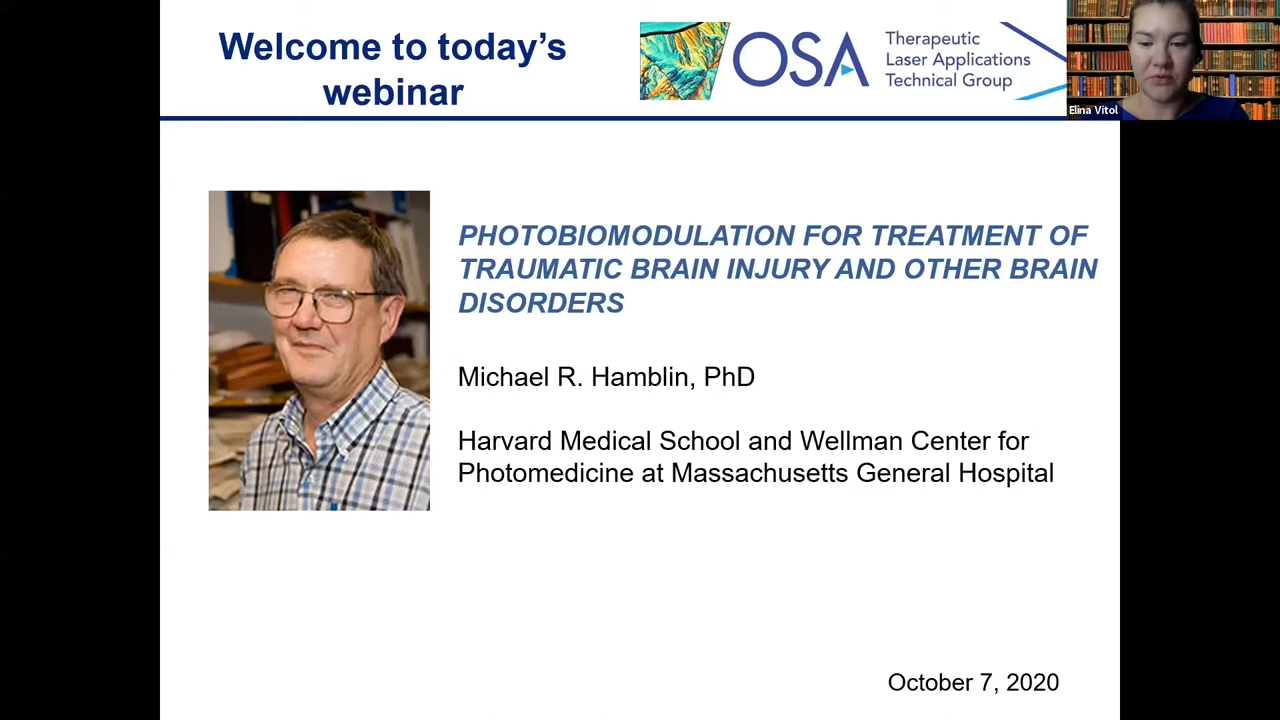 Welcome to today's
webinar
OSA
Therapeutic
Laser Applications
Technical Group
Elina Vitol
PHOTOBIOMODULATION FOR TREATMENT OF
TRAUMATIC BRAIN INJURY AND OTHER BRAIN
DISORDERS
Michael R. Hamblin, PhD
Harvard Medical School and Wellman Center for
Photomedicine at Massachusetts General Hospital
October 7, 2020